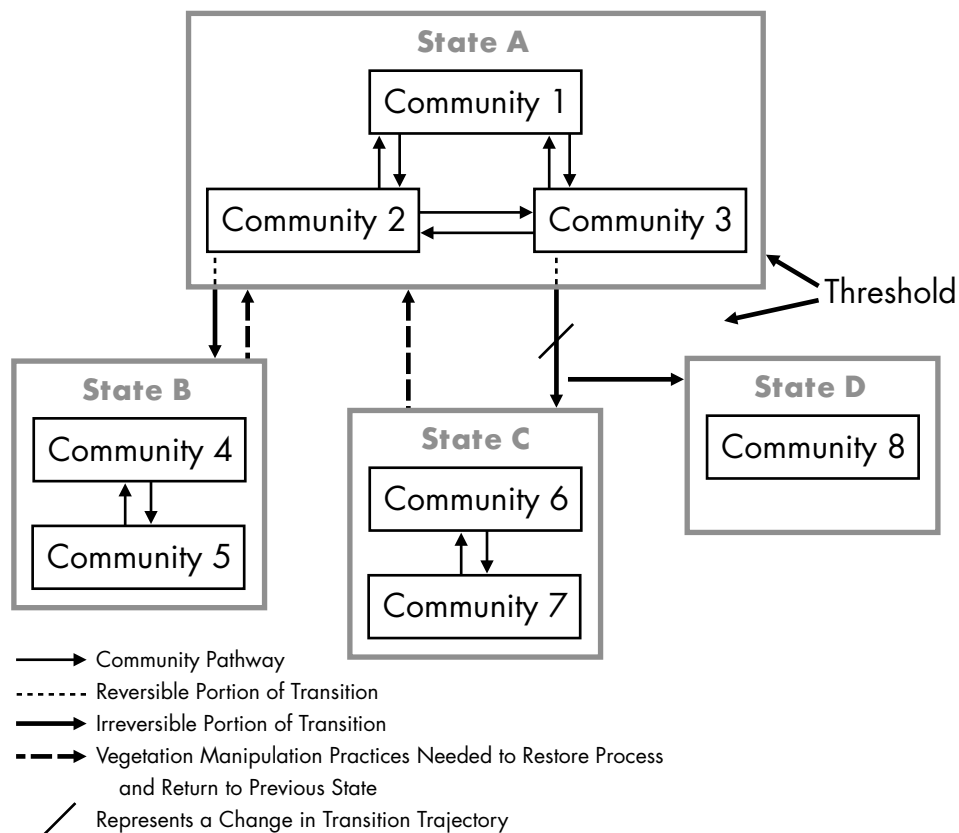 State A
Community 1
Community 2
Community 3
Threshold
State B
Community 4
Community 5
State C
Community 6
Community 7
State D
Community 8
Community Pathway
Reversible Portion of Transition
Irreversible Portion of Transition
Vegetation Manipulation Practices Needed to Restore Process
and Return to Previous State
Represents a Change in Transition Trajectory